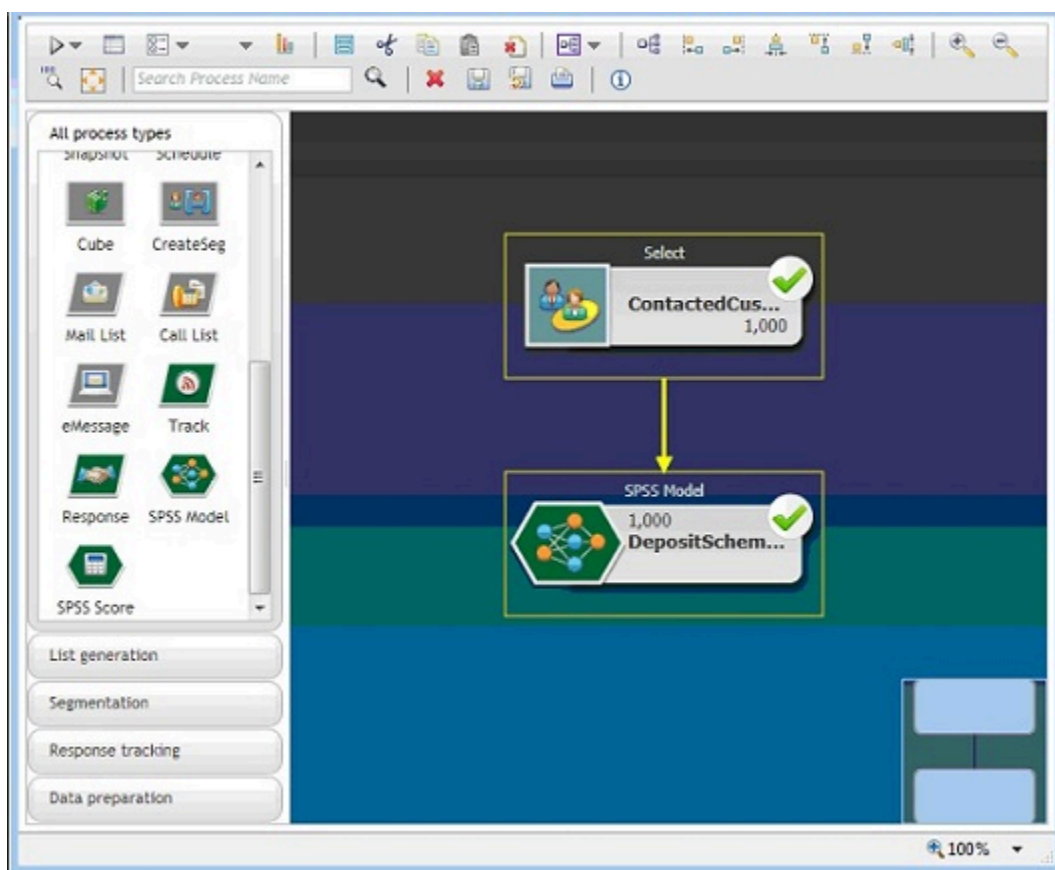 Search Process Name
All process types
Snapshot Schedule
Cube CreateSeg
Mail List Call List
eMessage Track
Response SPSS Model
SPSS Score
List generation
Segmentation
Response tracking
Data preparation
Select
ContactedCus...
1,000
SPSS Model
1,000
DepositSchem...
100%